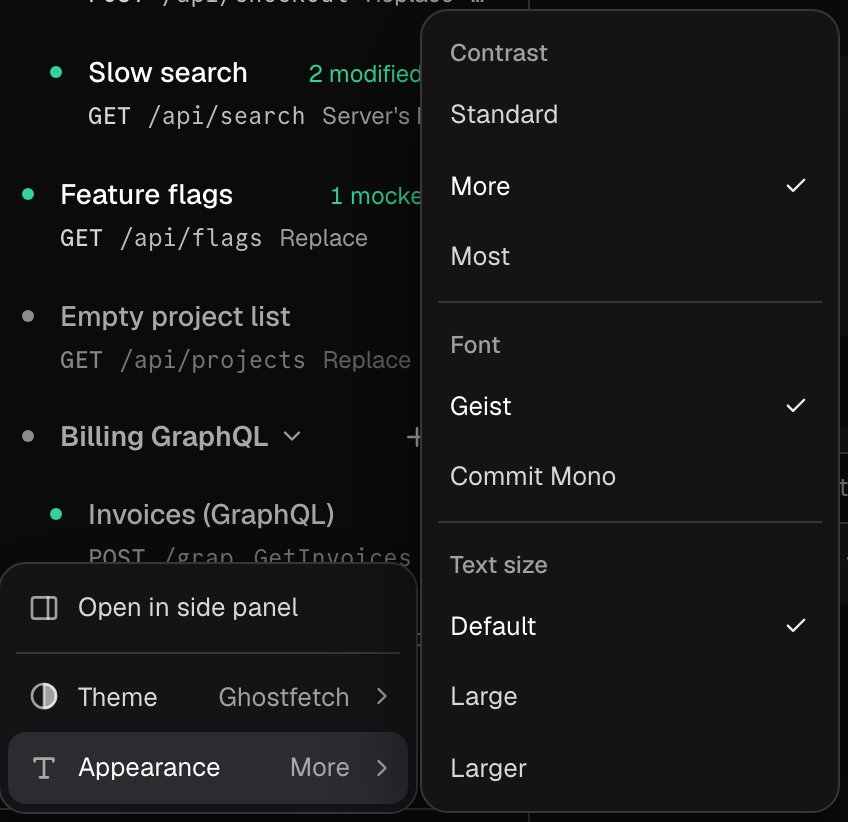 Slow search 2 modified
GET /api/search Server's
Feature flags 1 mocke
GET /api/flags Replace
Empty project list
GET /api/projects Replace
Billing GraphQL
Invoices (GraphQL)
POST /grap GetInvoices
Open in side panel
Theme Ghostfetch
Appearance More
Contrast
Standard
More
Most
Font
Geist
Commit Mono
Text size
Default
Large
Larger